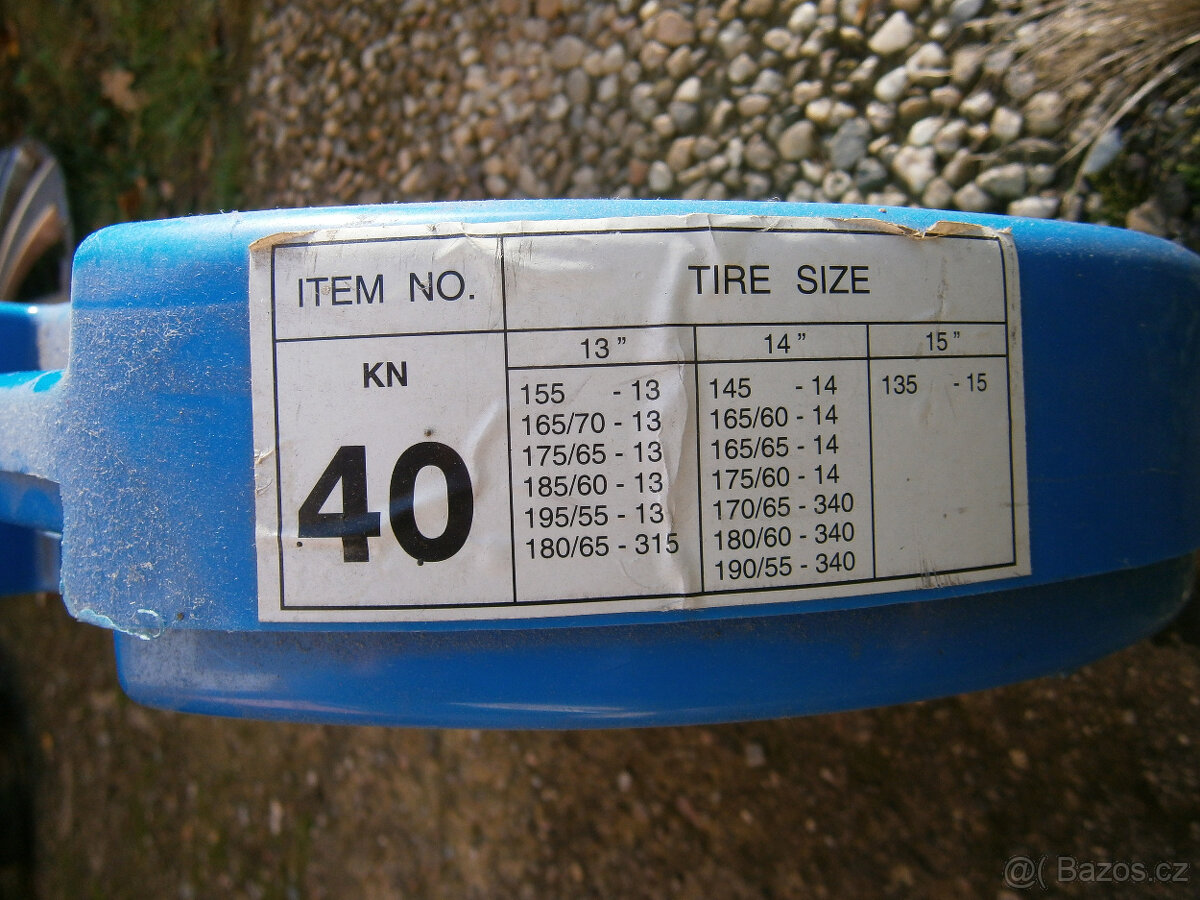 ITEM NO.
TIRE SIZE
KN
40
13 ”
155 - 13
165/70 - 13
175/65 - 13
185/60 - 13
195/55 - 13
180/65 - 315
14 ”
145 - 14
165/60 - 14
165/65 - 14
175/60 - 14
170/65 - 340
180/60 - 340
190/55 - 340
15 ”
135 - 15
@( Bazos.cz